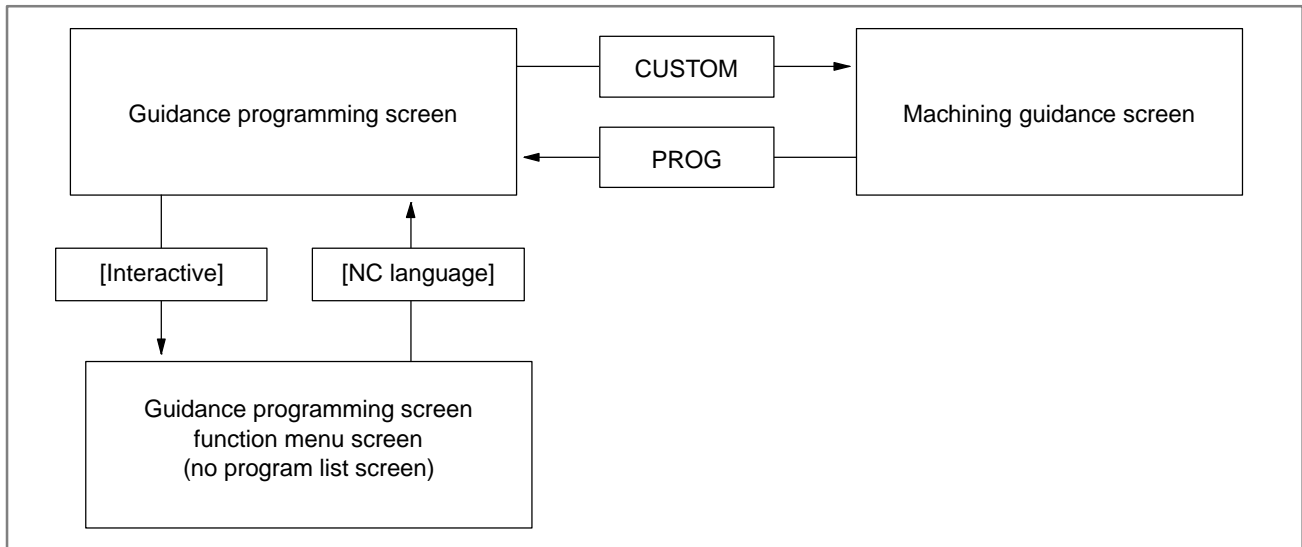 CUSTOM
Guidance programming screen
Machining guidance screen
PROG
[Interactive]
[NC language]
Guidance programming screen
function menu screen
(no program list screen)